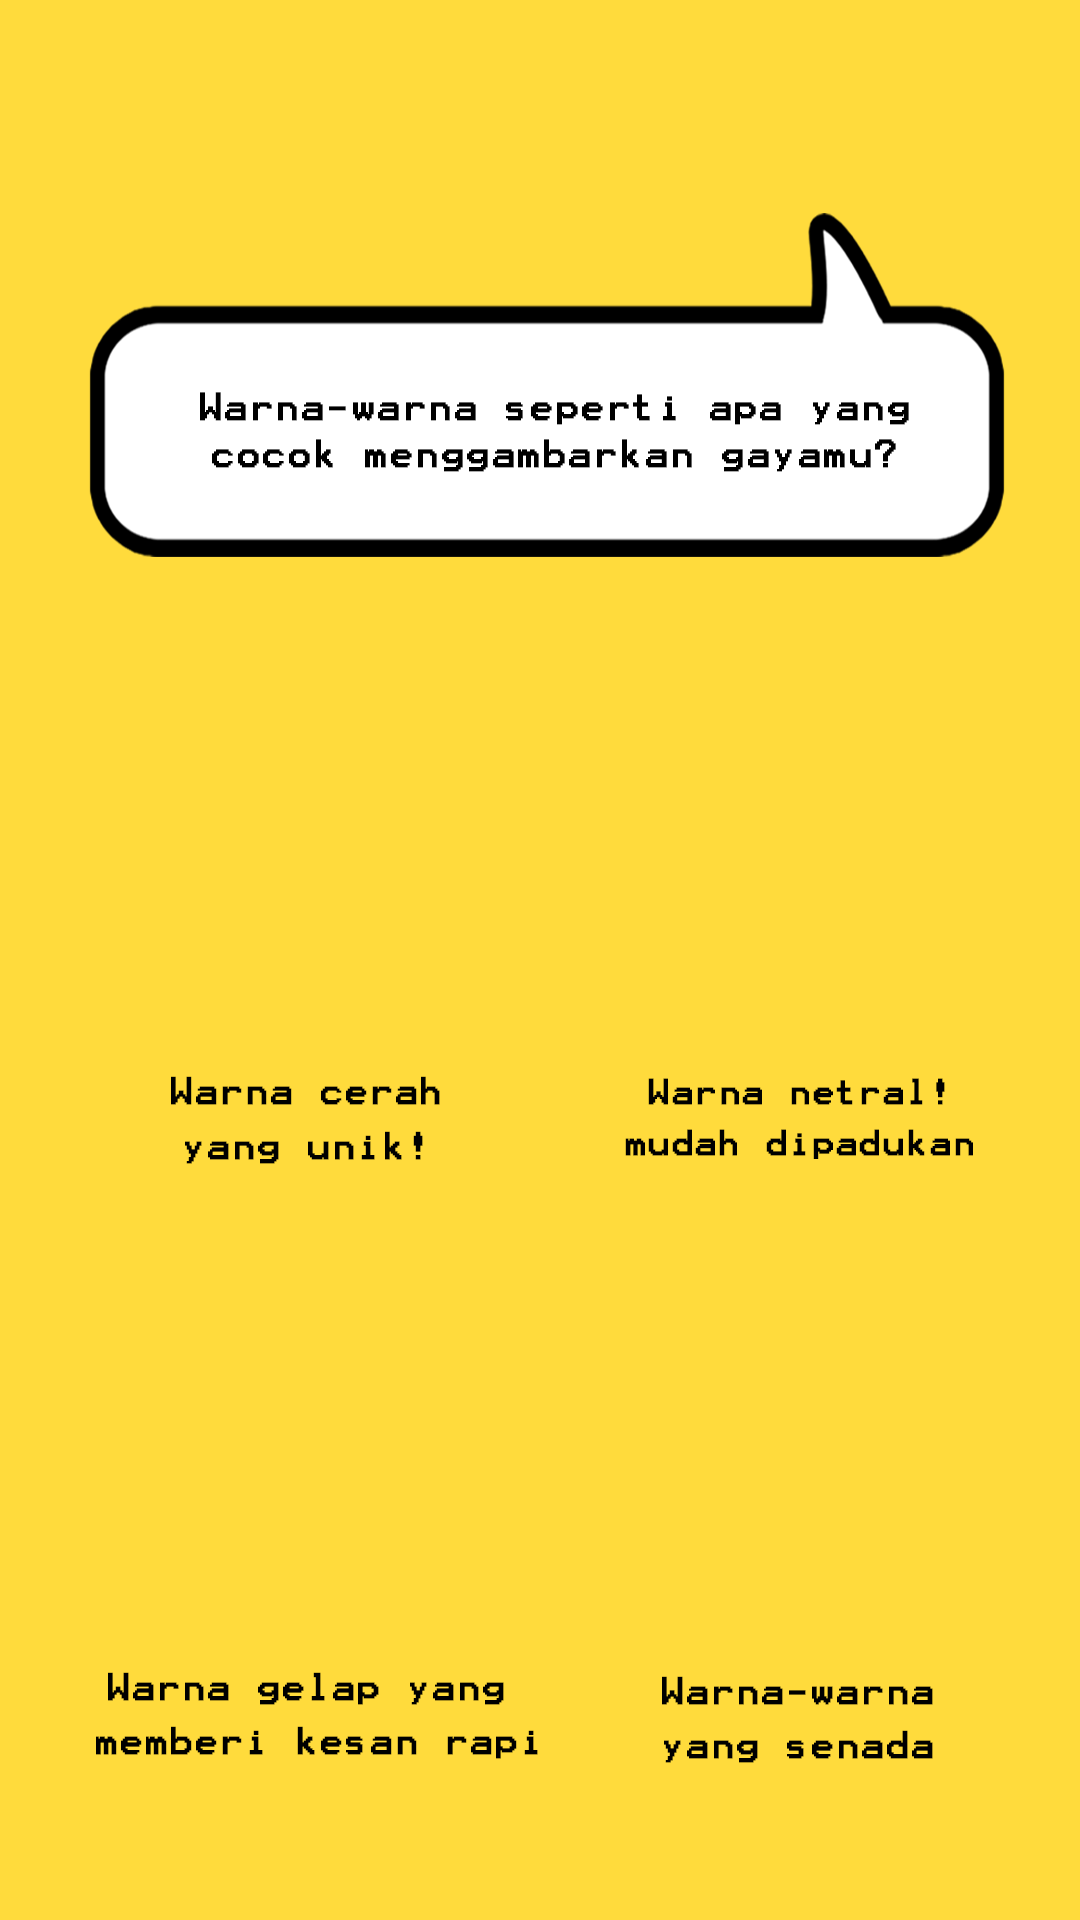 Warna-warna seperti apa yang
cocok menggambarkan gayamu?
Warna cerah
yang unik!
Warna netral!
mudah dipadukan
Warna gelap yang
memberi kesan rapi
Warna-warna
yang senada